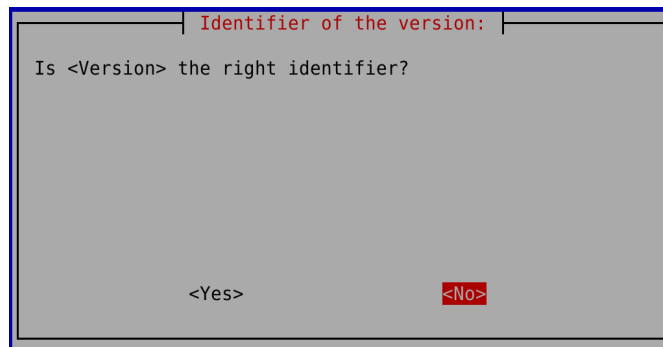 Identifier of the version:
Is <Version> the right identifier?
<Yes> <No>